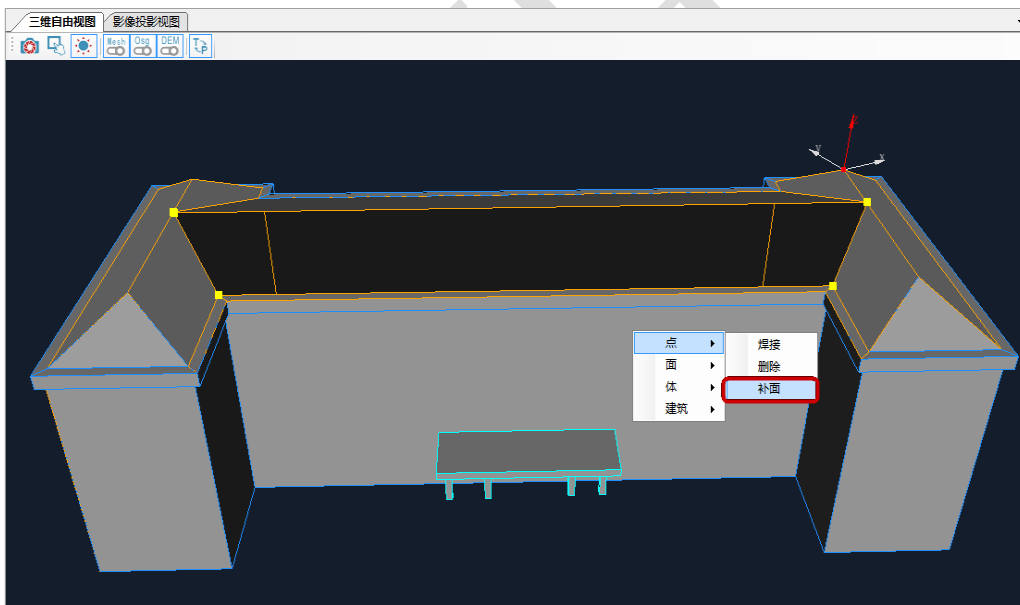 三维自由视图 影像投影视图
Mesh Osg DEM T P
z
y x
点 焊接
面 删除
体 补面
建筑